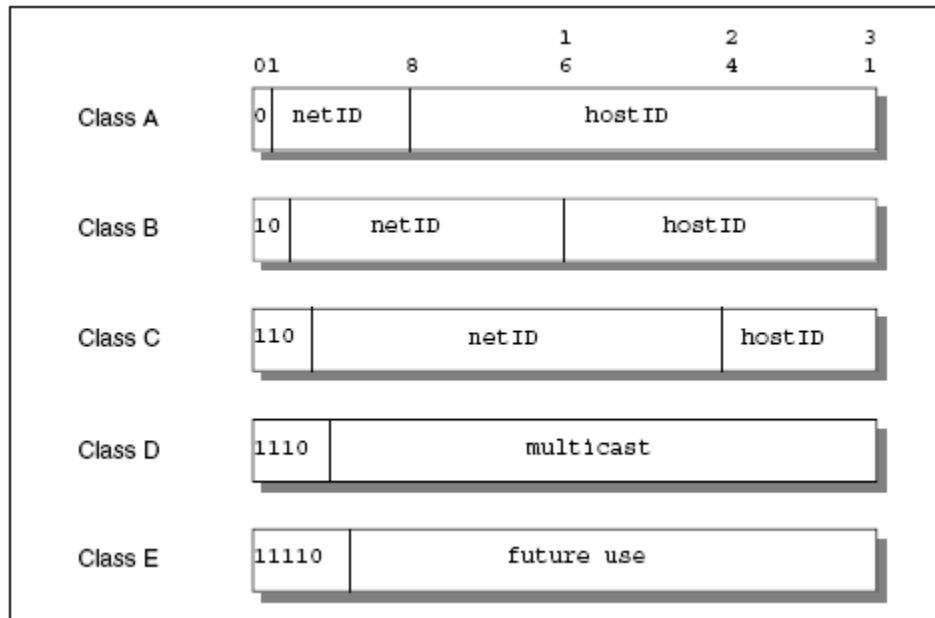 1 2 3
01 8 6 4 1
Class A 0 netID hostID
Class B 10 netID hostID
Class C 110 netID hostID
Class D 1110 multicast
Class E 11110 future use